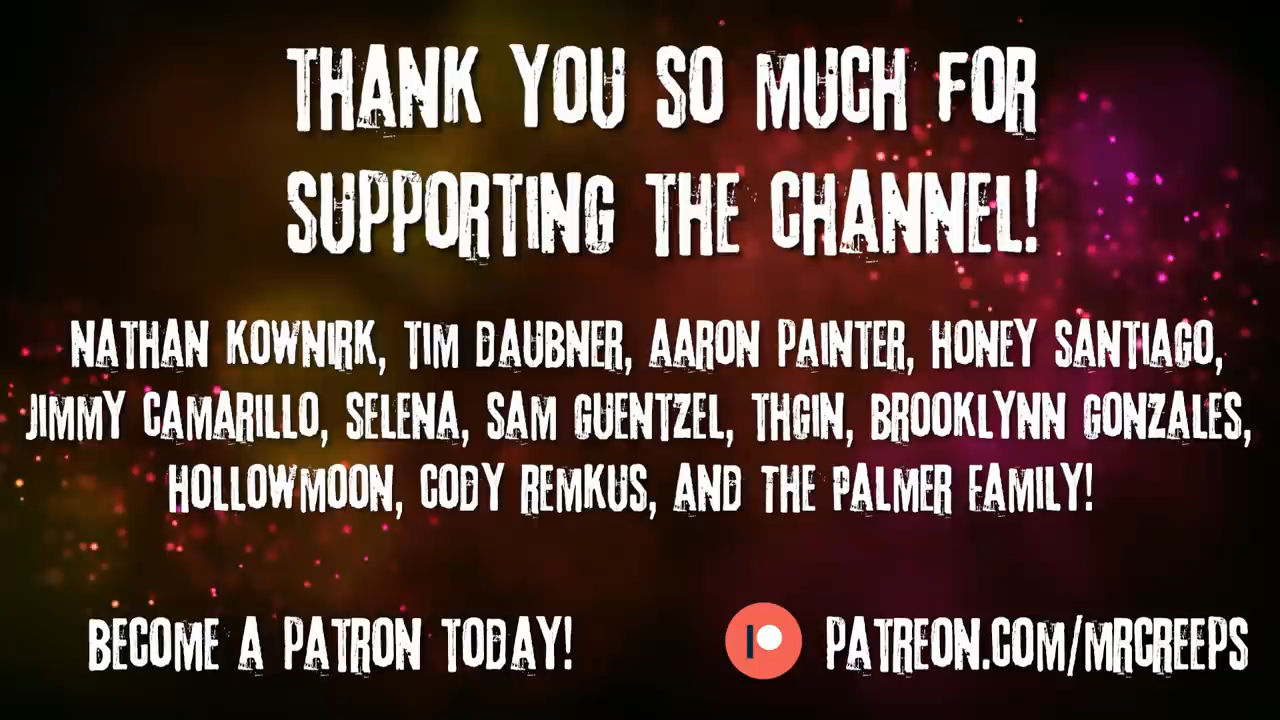 THANK YOU SO MUCH FOR
SUPPORTING THE CHANNEL!
NATHAN KOWNIRK, TIM DAUBNER, AARON PAINTER, HONEY SANTIAGO,
JIMMY CAMARILLO, SELENA, SAM GUENTZEL, THGIN, BROOKLYNN GONZALES,
HOLLOWMOON, CODY REMKUS, AND THE PALMER FAMILY!
BECOME A PATRON TODAY!
PATREON.COM/MRCREEPS